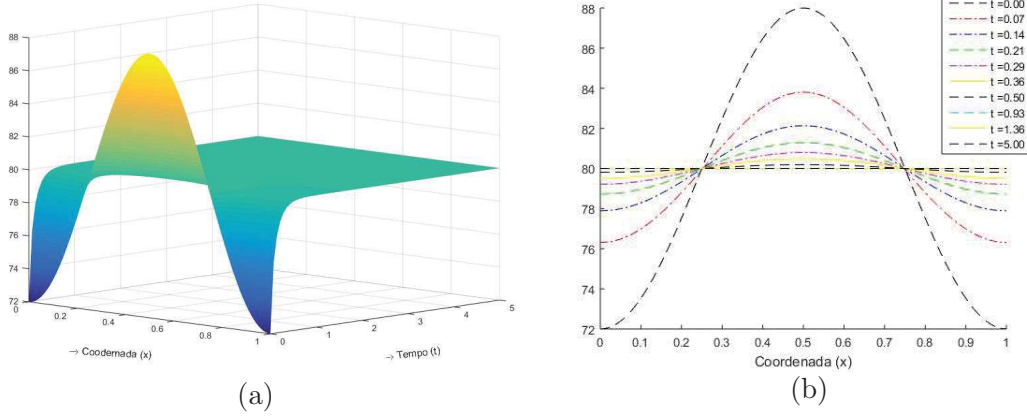 88
86
84
82
80
78
76
74
72
0
0.2
0.4
0.6
0.8
1
0
1
2
3
4
5
→ Coodernada (x)
→ Tempo (t)
(a)
88
86
84
82
80
78
76
74
72
0 0.1 0.2 0.3 0.4 0.5 0.6 0.7 0.8 0.9 1
Coordenada (x)
t =0.00
t =0.07
t =0.14
t =0.21
t =0.29
t =0.36
t =0.50
t =0.93
t =1.36
t =5.00
(b)